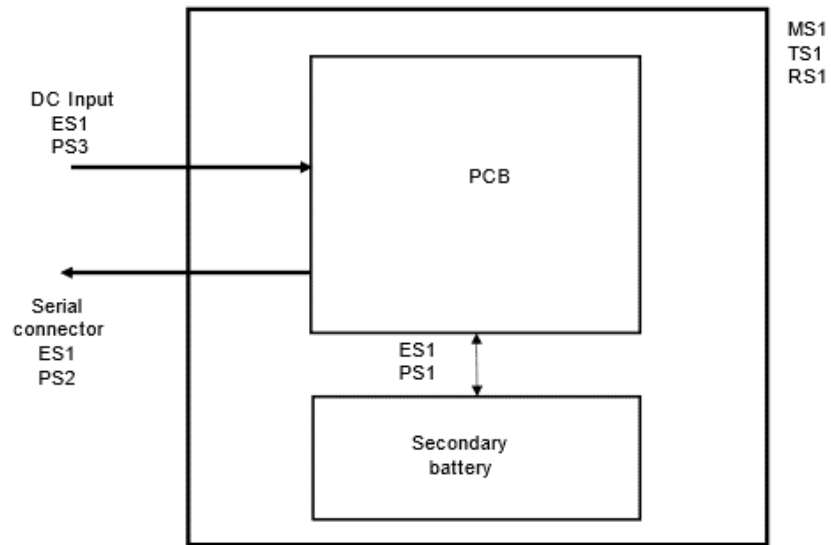 MS1
TS1
RS1
DC Input
ES1
PS3
PCB
Serial
connector
ES1
PS2
ES1
PS1
Secondary
battery